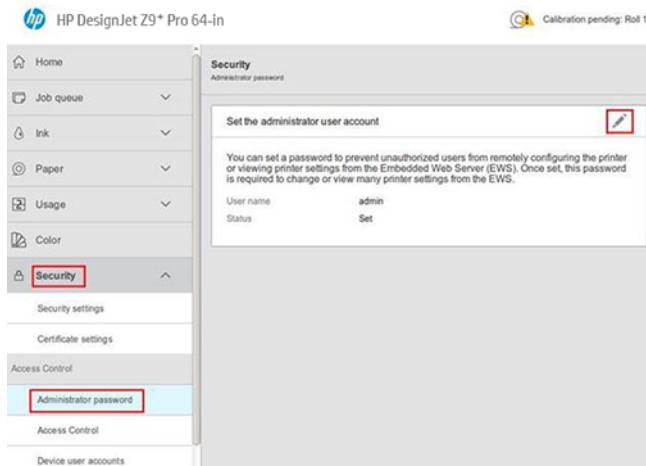 hp HP DesignJet Z9+ Pro 64-in
Calibration pending: Roll 1
Home
Job queue
Ink
Paper
Usage
Color
Security
Security settings
Certificate settings
Access Control
Administrator password
Access Control
Device user accounts
Security
Administrator password
Set the administrator user account
You can set a password to prevent unauthorized users from remotely configuring the printer
or viewing printer settings from the Embedded Web Server (EWS). Once set, this password
is required to change or view many printer settings from the EWS.
User name admin
Status Set